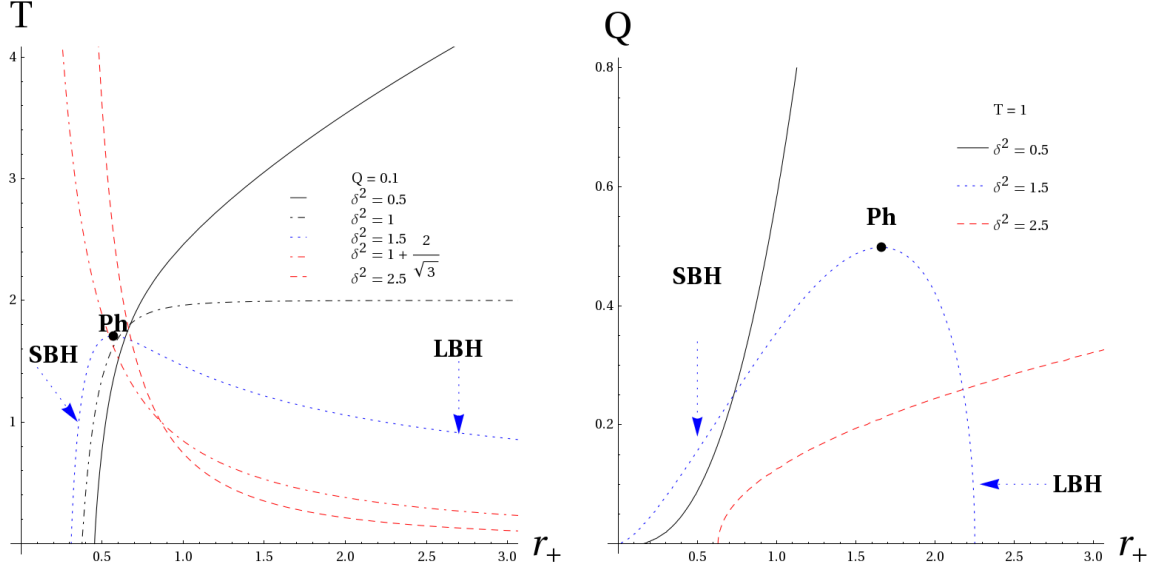 T
4
3
2
1
0.5
1.0
1.5
2.0
2.5
3.0
r₊
Q = 0.1
δ² = 0.5
δ² = 1
δ² = 1.5
δ² = 1 + 2/√3
δ² = 2.5
Ph
SBH
LBH
Q
0.8
0.6
0.4
0.2
0.0
0.5
1.0
1.5
2.0
2.5
3.0
r₊
T = 1
δ² = 0.5
δ² = 1.5
δ² = 2.5
Ph
SBH
LBH